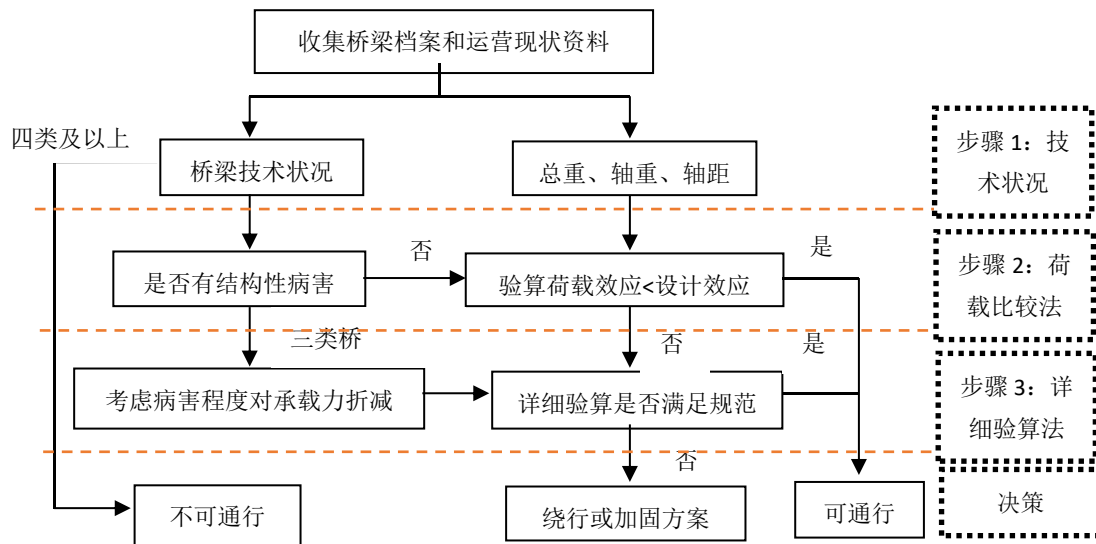 收集桥梁档案和运营现状资料
四类及以上
桥梁技术状况
总重、轴重、轴距
步骤 1：技
术状况
是否有结构性病害
否
验算荷载效应<设计效应
是
步骤 2：荷
载比较法
三类桥
否
是
考虑病害程度对承载力折减
详细验算是否满足规范
步骤 3：详
细验算法
否
不可通行
绕行或加固方案
可通行
决策